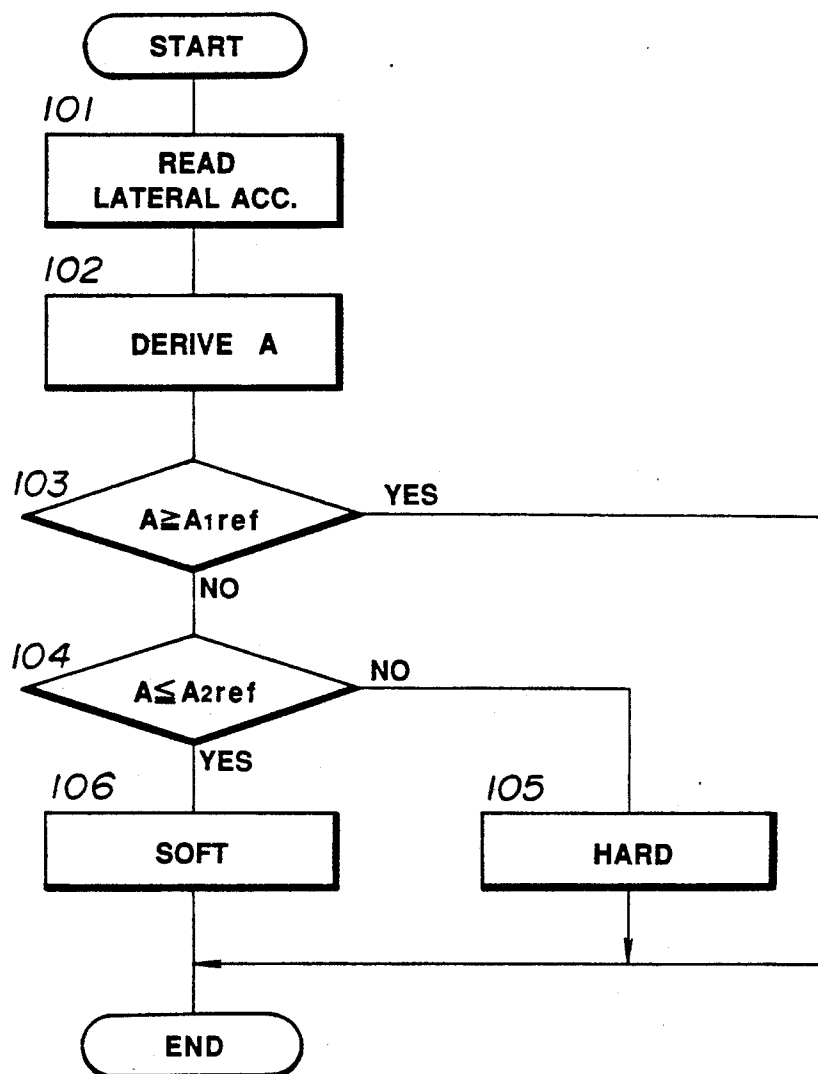 START
101
READ
LATERAL ACC.
102
DERIVE A
103
A≧A1ref
YES
NO
104
A≦A2ref
NO
YES
106
SOFT
105
HARD
END